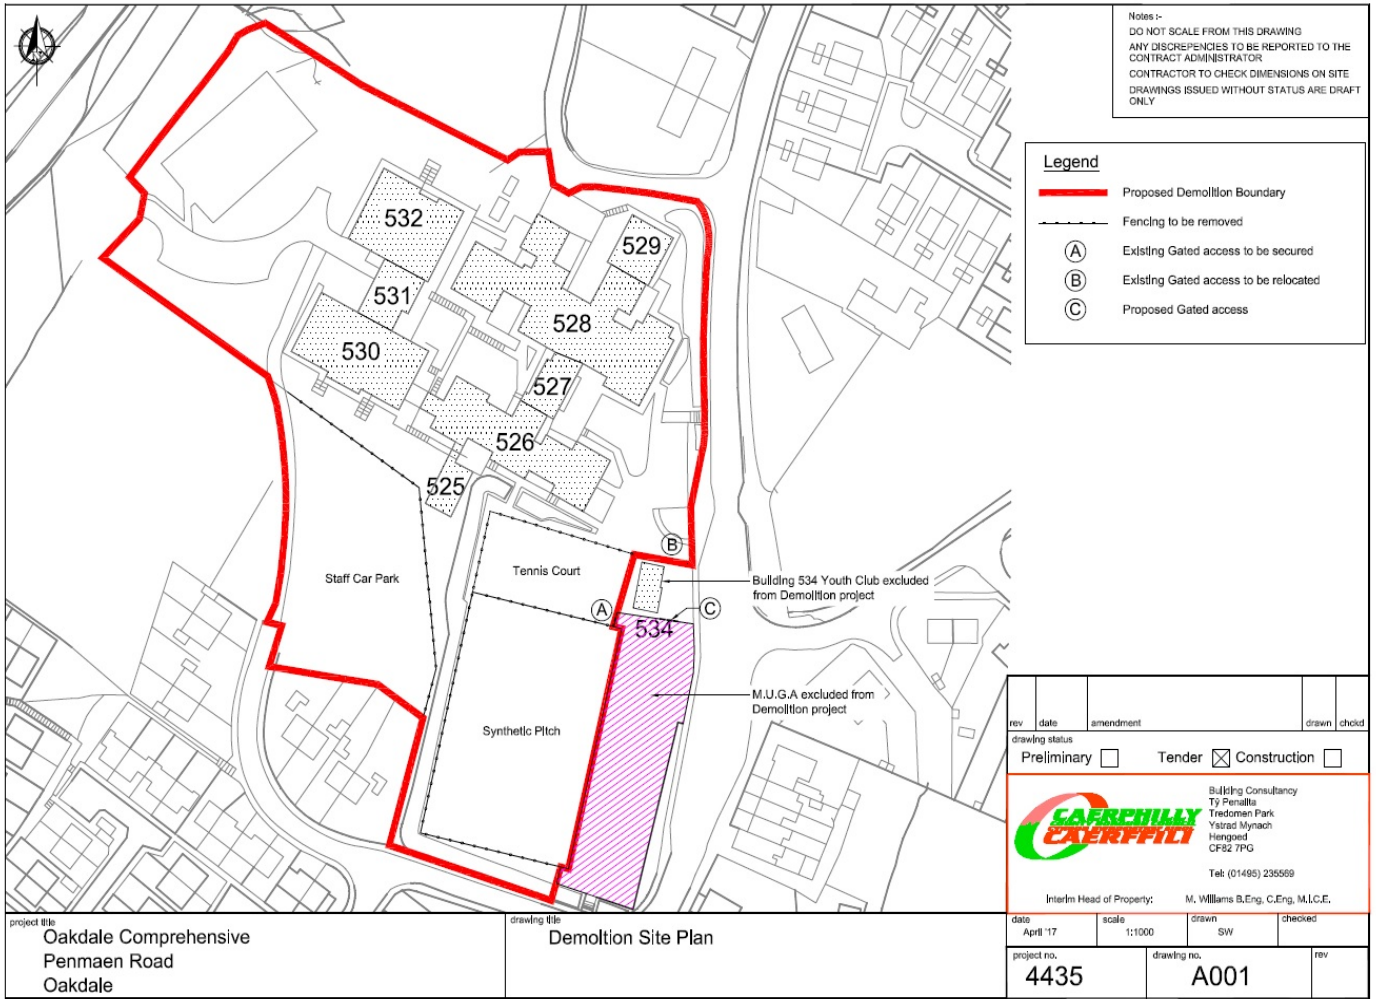 Notes :-
DO NOT SCALE FROM THIS DRAWING
ANY DISCREPENCIES TO BE REPORTED TO THE
CONTRACT ADMINISTRATOR
CONTRACTOR TO CHECK DIMENSIONS ON SITE
DRAWINGS ISSUED WITHOUT STATUS ARE DRAFT
ONLY
Legend
Proposed Demolition Boundary
Fencing to be removed
A Existing Gated access to be secured
B Existing Gated access to be relocated
C Proposed Gated access
532
529
531
528
530
527
526
525
B
Tennis Court
Staff Car Park
Building 534 Youth Club excluded
from Demolition project
A
C
534
M.U.G.A excluded from
Demolition project
Synthetic Pitch
rev date amendment drawn chckd
drawing status
Preliminary Tender Construction
CAERPHILLY
CAERFFILI
Building Consultancy
Tŷ Penallta
Tredomen Park
Ystrad Mynach
Hengoed
CF82 7PG
Tel: (01495) 235569
Interim Head of Property: M. Williams B.Eng, C.Eng, M.I.C.E.
date scale drawn checked
April '17 1:1000 SW
project no. drawing no. rev
4435 A001
project title
Oakdale Comprehensive
Penmaen Road
Oakdale
drawing title
Demoltion Site Plan